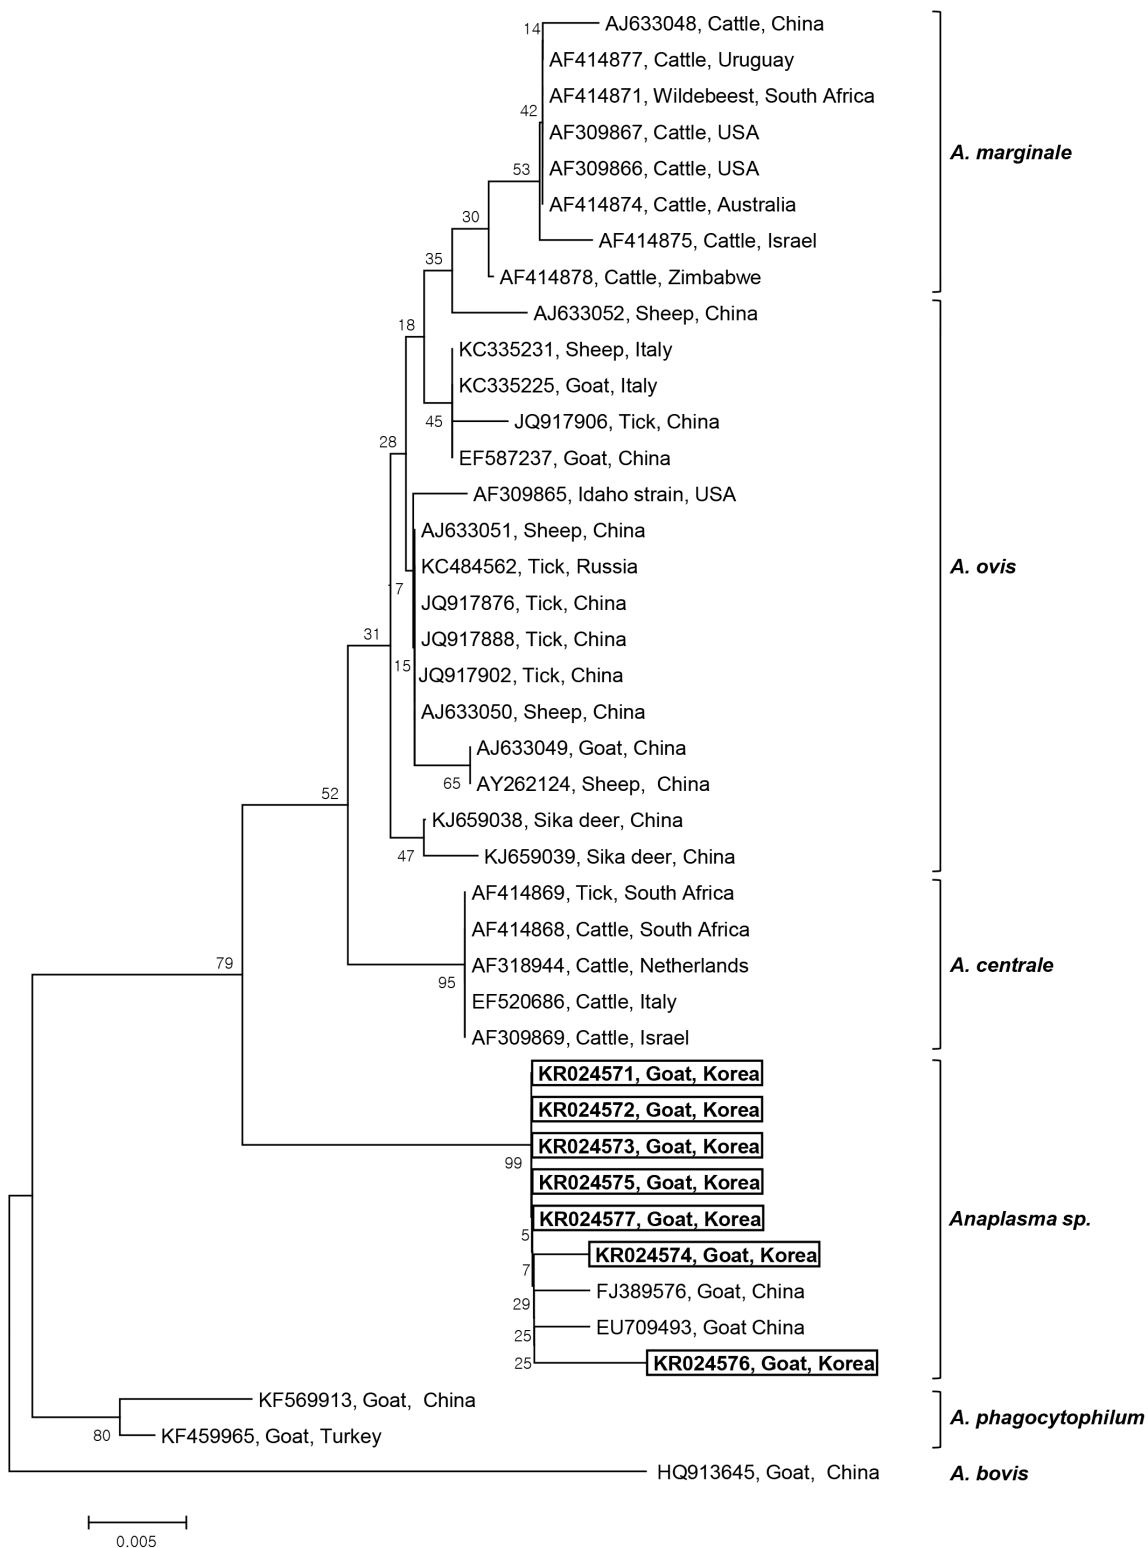 14
AJ633048, Cattle, China
AF414877, Cattle, Uruguay
AF414871, Wildebeest, South Africa
42
AF309867, Cattle, USA
A. marginale
53
AF309866, Cattle, USA
AF414874, Cattle, Australia
30
AF414875, Cattle, Israel
35
AF414878, Cattle, Zimbabwe
AJ633052, Sheep, China
18
KC335231, Sheep, Italy
KC335225, Goat, Italy
45
JQ917906, Tick, China
28
EF587237, Goat, China
AF309865, Idaho strain, USA
AJ633051, Sheep, China
KC484562, Tick, Russia
A. ovis
17
JQ917876, Tick, China
31
JQ917888, Tick, China
15
JQ917902, Tick, China
AJ633050, Sheep, China
AJ633049, Goat, China
65
AY262124, Sheep, China
52
KJ659038, Sika deer, China
47
KJ659039, Sika deer, China
AF414869, Tick, South Africa
AF414868, Cattle, South Africa
79
AF318944, Cattle, Netherlands
A. centrale
95
EF520686, Cattle, Italy
AF309869, Cattle, Israel
KR024571, Goat, Korea
KR024572, Goat, Korea
KR024573, Goat, Korea
99
KR024575, Goat, Korea
KR024577, Goat, Korea
Anaplasma sp.
5
KR024574, Goat, Korea
7
FJ389576, Goat, China
29
EU709493, Goat China
25
25
KR024576, Goat, Korea
KF569913, Goat, China
A. phagocytophilum
80
KF459965, Goat, Turkey
HQ913645, Goat, China
A. bovis
0.005